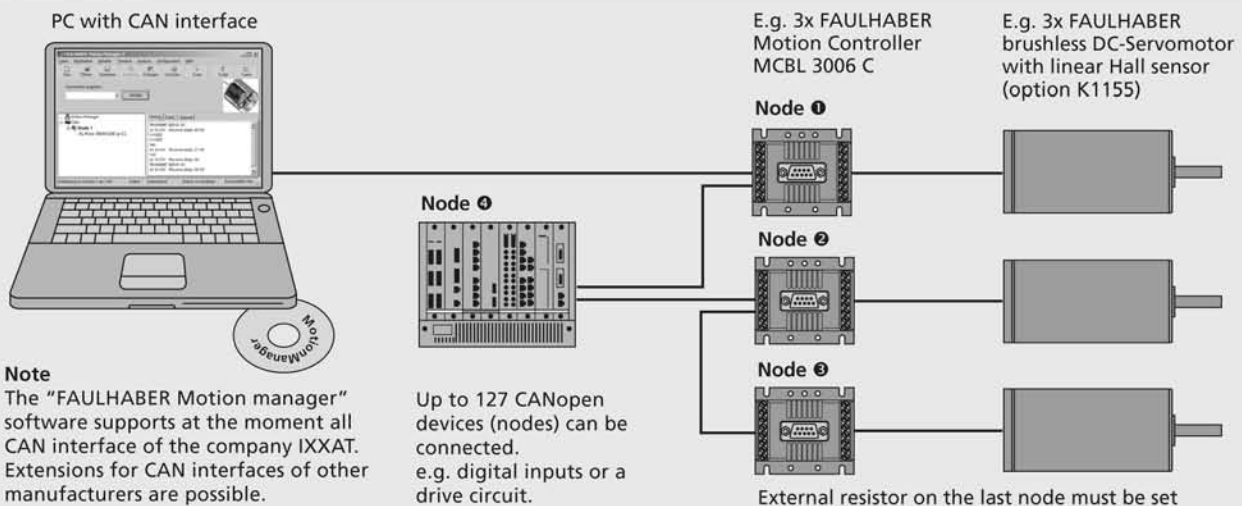 PC with CAN interface
E.g. 3x FAULHABER
Motion Controller
MCBL 3006 C
E.g. 3x FAULHABER
brushless DC-Servomotor
with linear Hall sensor
(option K1155)
Node ❶
Node ❹
Node ❷
Node ❸
MotionManager
Note
The “FAULHABER Motion manager”
software supports at the moment all
CAN interface of the company IXXAT.
Extensions for CAN interfaces of other
manufacturers are possible.
Up to 127 CANopen
devices (nodes) can be
connected.
e.g. digital inputs or a
drive circuit.
External resistor on the last node must be set